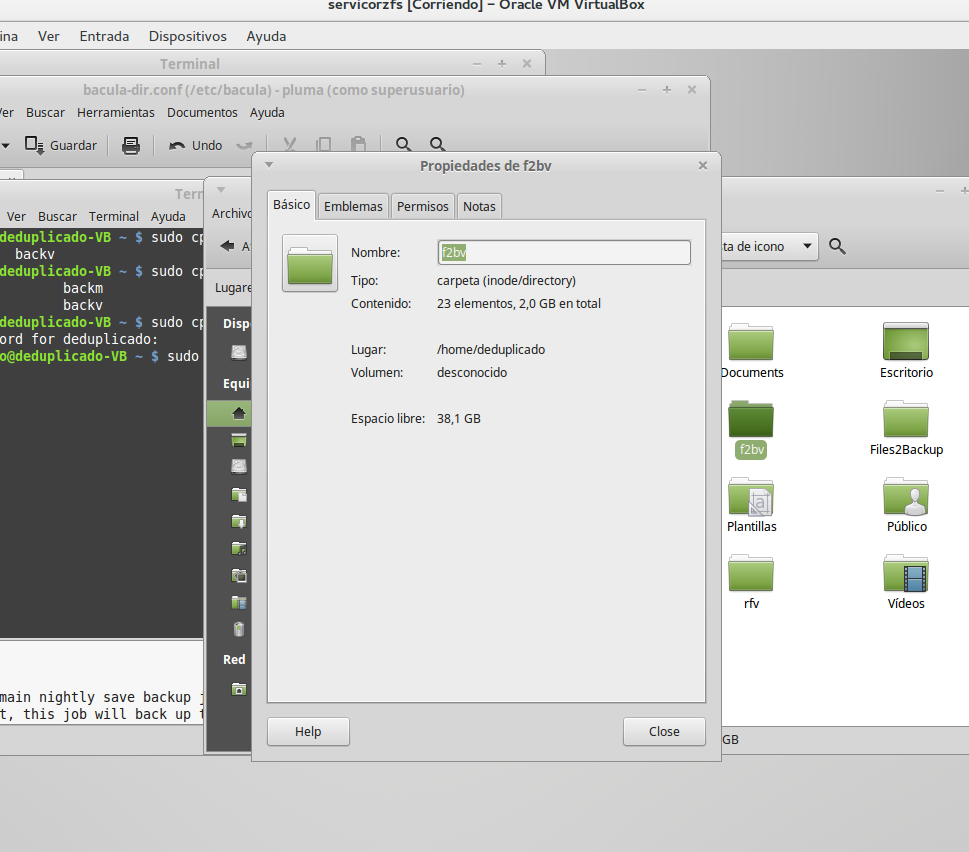 servicorzfs [Corriendo] – Oracle VM VirtualBox
ina Ver Entrada Dispositivos Ayuda
Terminal
bacula-dir.conf (/etc/bacula) - pluma (como superusuario)
Ver Buscar Herramientas Documentos Ayuda
Guardar Undo
Propiedades de f2bv
Term
Ver Buscar Terminal Ayuda
deduplicado-VB ~ $ sudo cp
backv
deduplicado-VB ~ $ sudo cp
backm
backv
deduplicado-VB ~ $ sudo cp
ord for deduplicado:
o@deduplicado-VB ~ $ sudo
main nightly save backup j
t, this job will back up t
Archivo
A
Lugare
Dispo
Equi
Red
Básico Emblemas Permisos Notas
Nombre: f2bv
Tipo: carpeta (inode/directory)
Contenido: 23 elementos, 2,0 GB en total
Lugar: /home/deduplicado
Volumen: desconocido
Espacio libre: 38,1 GB
Help Close
sta de icono
Documents Escritorio
f2bv Files2Backup
Plantillas Público
rfv Vídeos
GB